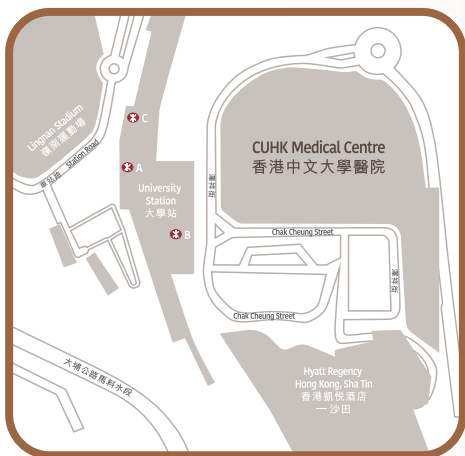 Lingnan Stadium
嶺南運動場
C
車站路 Station Road
A
University
Station
大學站
B
澤祥街
CUHK Medical Centre
香港中文大學醫院
Chak Cheung Street
澤祥街
Chak Cheung Street
大埔公路馬料水段
Hyatt Regency
Hong Kong, Sha Tin
香港凱悅酒店
一 沙田